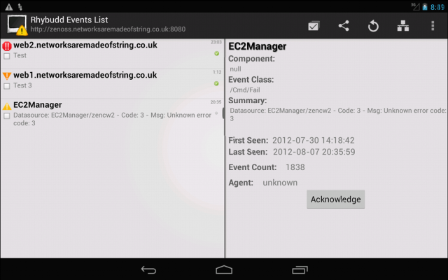 8:49
Rhybudd Events List
http://zenoss.networksaremadeofstring.co.uk:8080
web2.networksaremadeofstring.co.uk
Test
web1.networksaremadeofstring.co.uk
Test 3
EC2Manager
Datasource: EC2Manager/zencw2 - Code: 3 - Msg: Unknown error code: 3
EC2Manager
Component:
null
Event Class:
/Cmd/Fail
Summary:
Datasource: EC2Manager/zencw2 - Code: 3 - Msg: Unknown error code: 3
First Seen: 2012-07-30 14:18:42
Last Seen: 2012-08-07 20:35:59
Event Count: 1838
Agent: unknown
Acknowledge